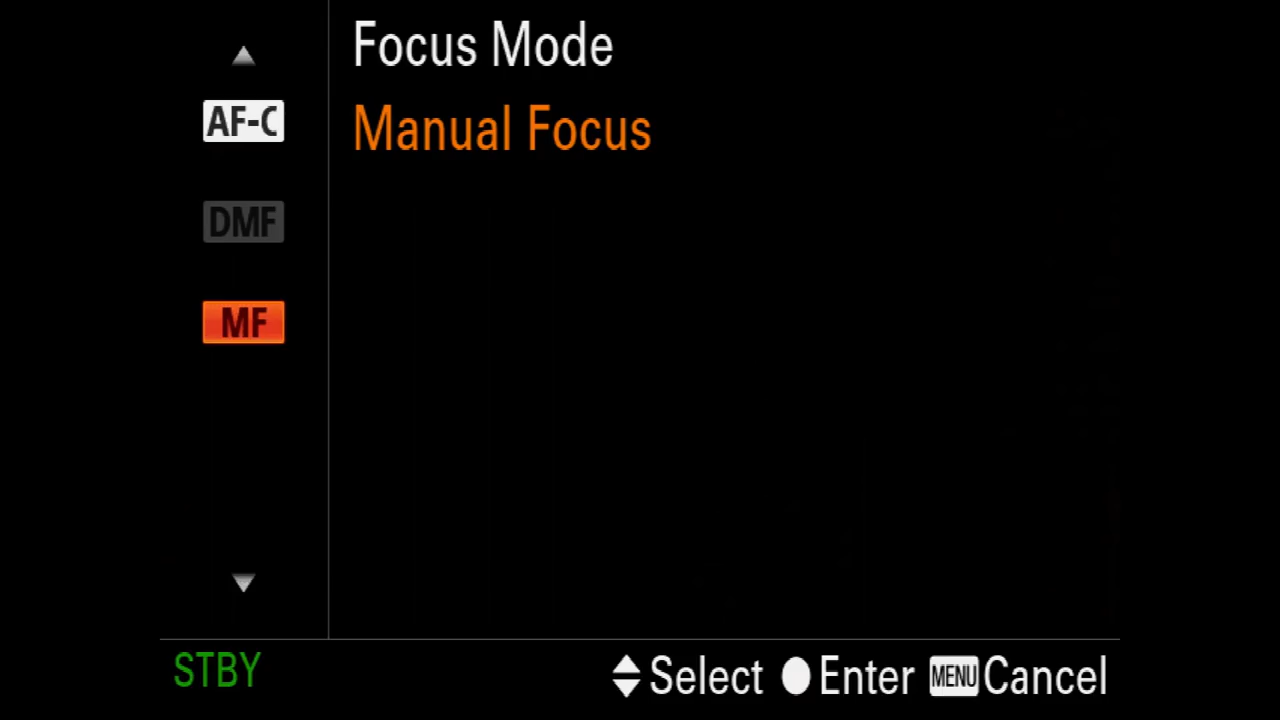 Focus Mode
AF-C
Manual Focus
DMF
MF
STBY
Select Enter MENU Cancel